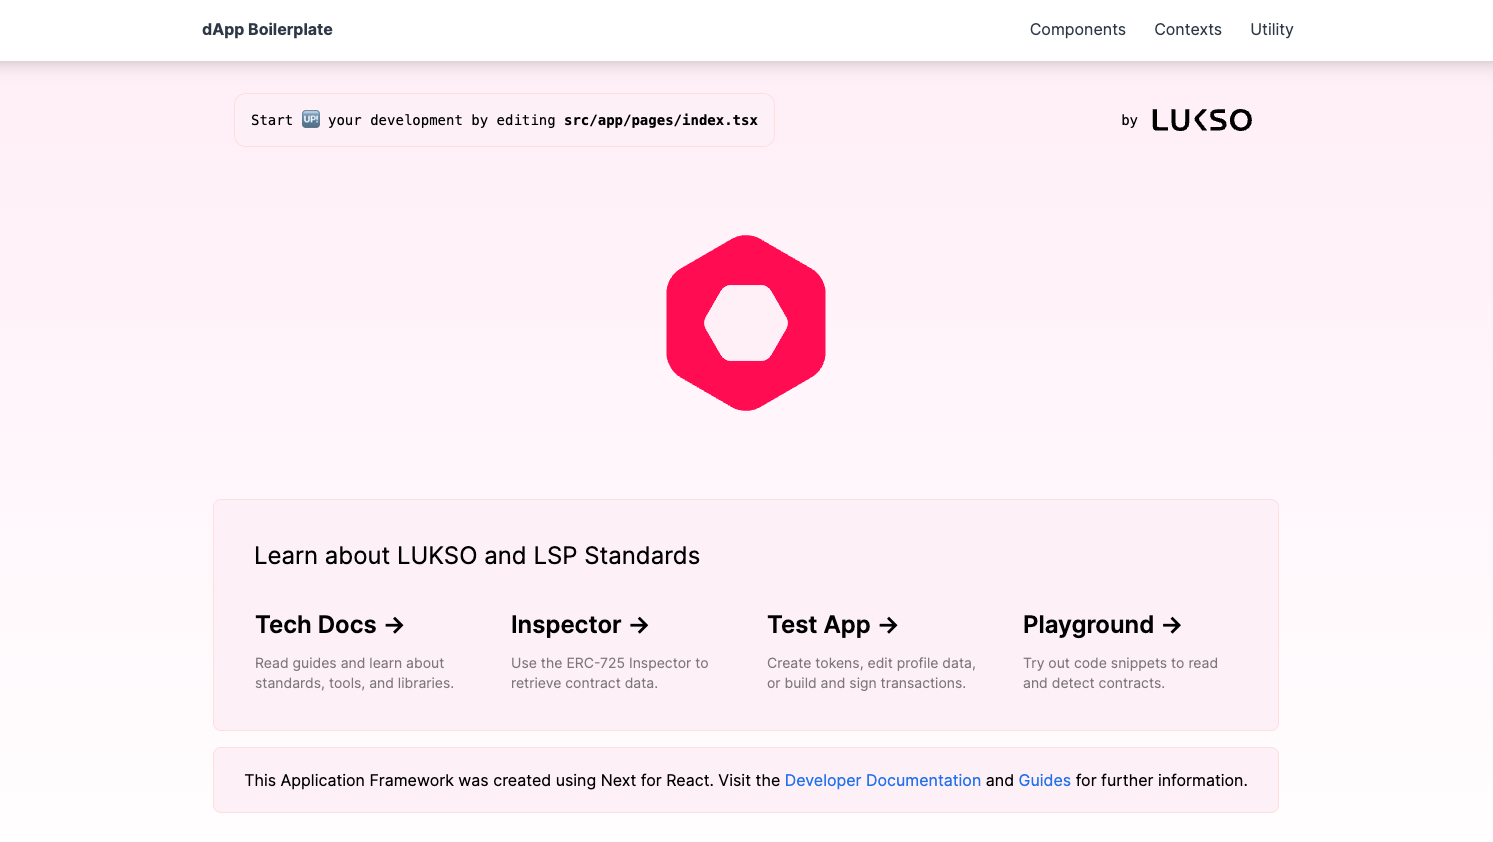 dApp Boilerplate
Components Contexts Utility
Start 🆙 your development by editing src/app/pages/index.tsx
by LUKSO
Learn about LUKSO and LSP Standards
Tech Docs →
Read guides and learn about
standards, tools, and libraries.
Inspector →
Use the ERC-725 Inspector to
retrieve contract data.
Test App →
Create tokens, edit profile data,
or build and sign transactions.
Playground →
Try out code snippets to read
and detect contracts.
This Application Framework was created using Next for React. Visit the Developer Documentation and Guides for further information.